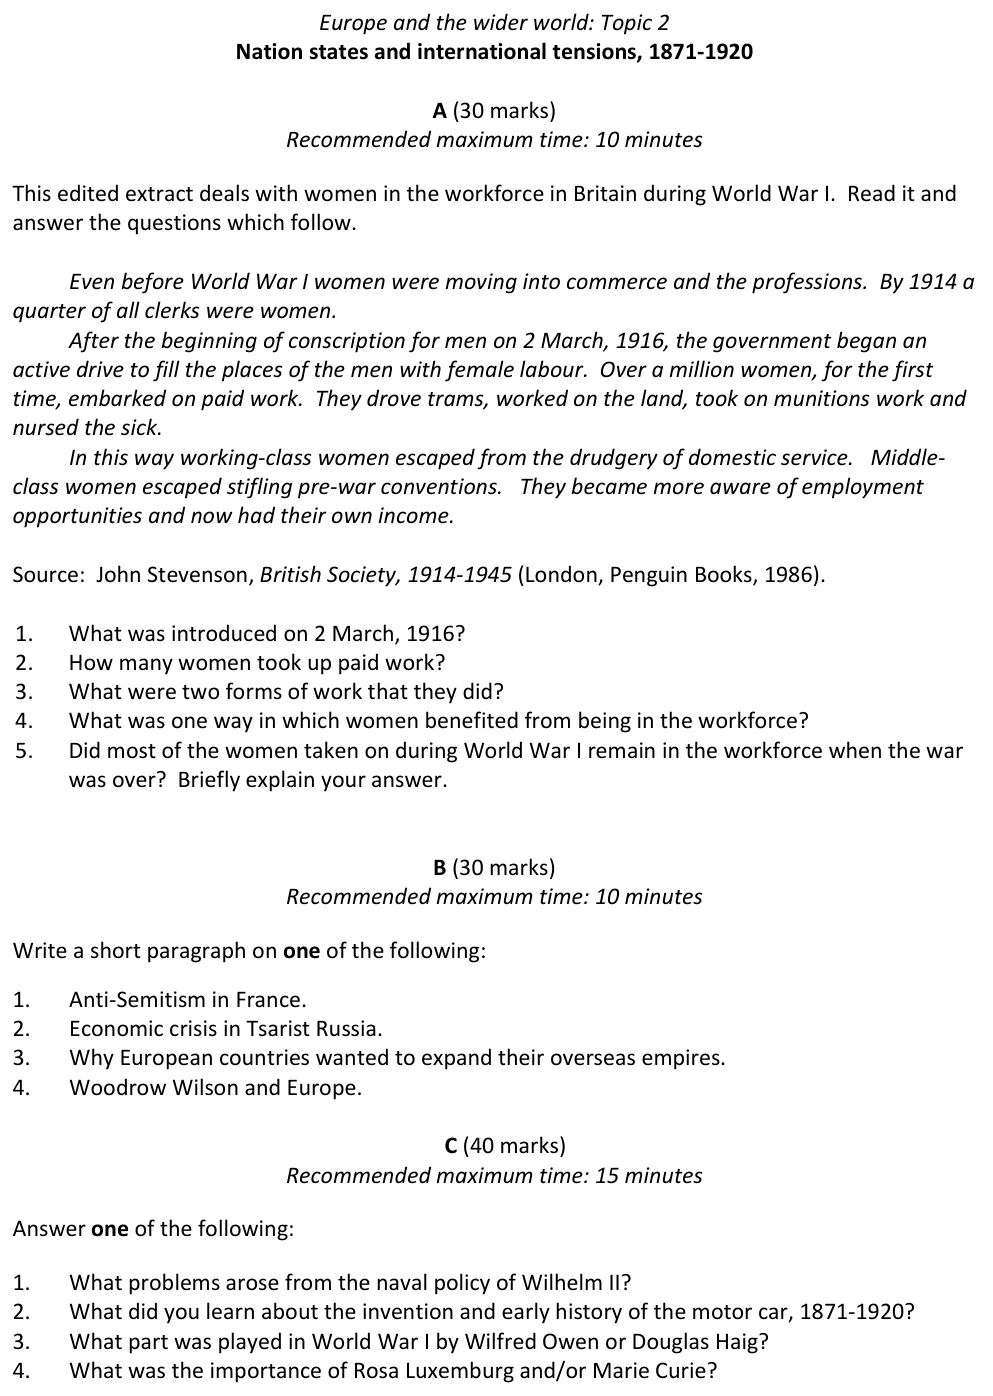 Europe and the wider world: Topic 2
Nation states and international tensions, 1871-1920
A (30 marks)
Recommended maximum time: 10 minutes
This edited extract deals with women in the workforce in Britain during World War I.  Read it and
answer the questions which follow.
Even before World War I women were moving into commerce and the professions.  By 1914 a
quarter of all clerks were women.
After the beginning of conscription for men on 2 March, 1916, the government began an
active drive to fill the places of the men with female labour.  Over a million women, for the first
time, embarked on paid work.  They drove trams, worked on the land, took on munitions work and
nursed the sick.
In this way working-class women escaped from the drudgery of domestic service.   Middle-
class women escaped stifling pre-war conventions.   They became more aware of employment
opportunities and now had their own income.
Source:  John Stevenson, British Society, 1914-1945 (London, Penguin Books, 1986).
1. What was introduced on 2 March, 1916?
2. How many women took up paid work?
3. What were two forms of work that they did?
4. What was one way in which women benefited from being in the workforce?
5. Did most of the women taken on during World War I remain in the workforce when the war
was over?  Briefly explain your answer.
B (30 marks)
Recommended maximum time: 10 minutes
Write a short paragraph on one of the following:
1. Anti-Semitism in France.
2. Economic crisis in Tsarist Russia.
3. Why European countries wanted to expand their overseas empires.
4. Woodrow Wilson and Europe.
C (40 marks)
Recommended maximum time: 15 minutes
Answer one of the following:
1. What problems arose from the naval policy of Wilhelm II?
2. What did you learn about the invention and early history of the motor car, 1871-1920?
3. What part was played in World War I by Wilfred Owen or Douglas Haig?
4. What was the importance of Rosa Luxemburg and/or Marie Curie?